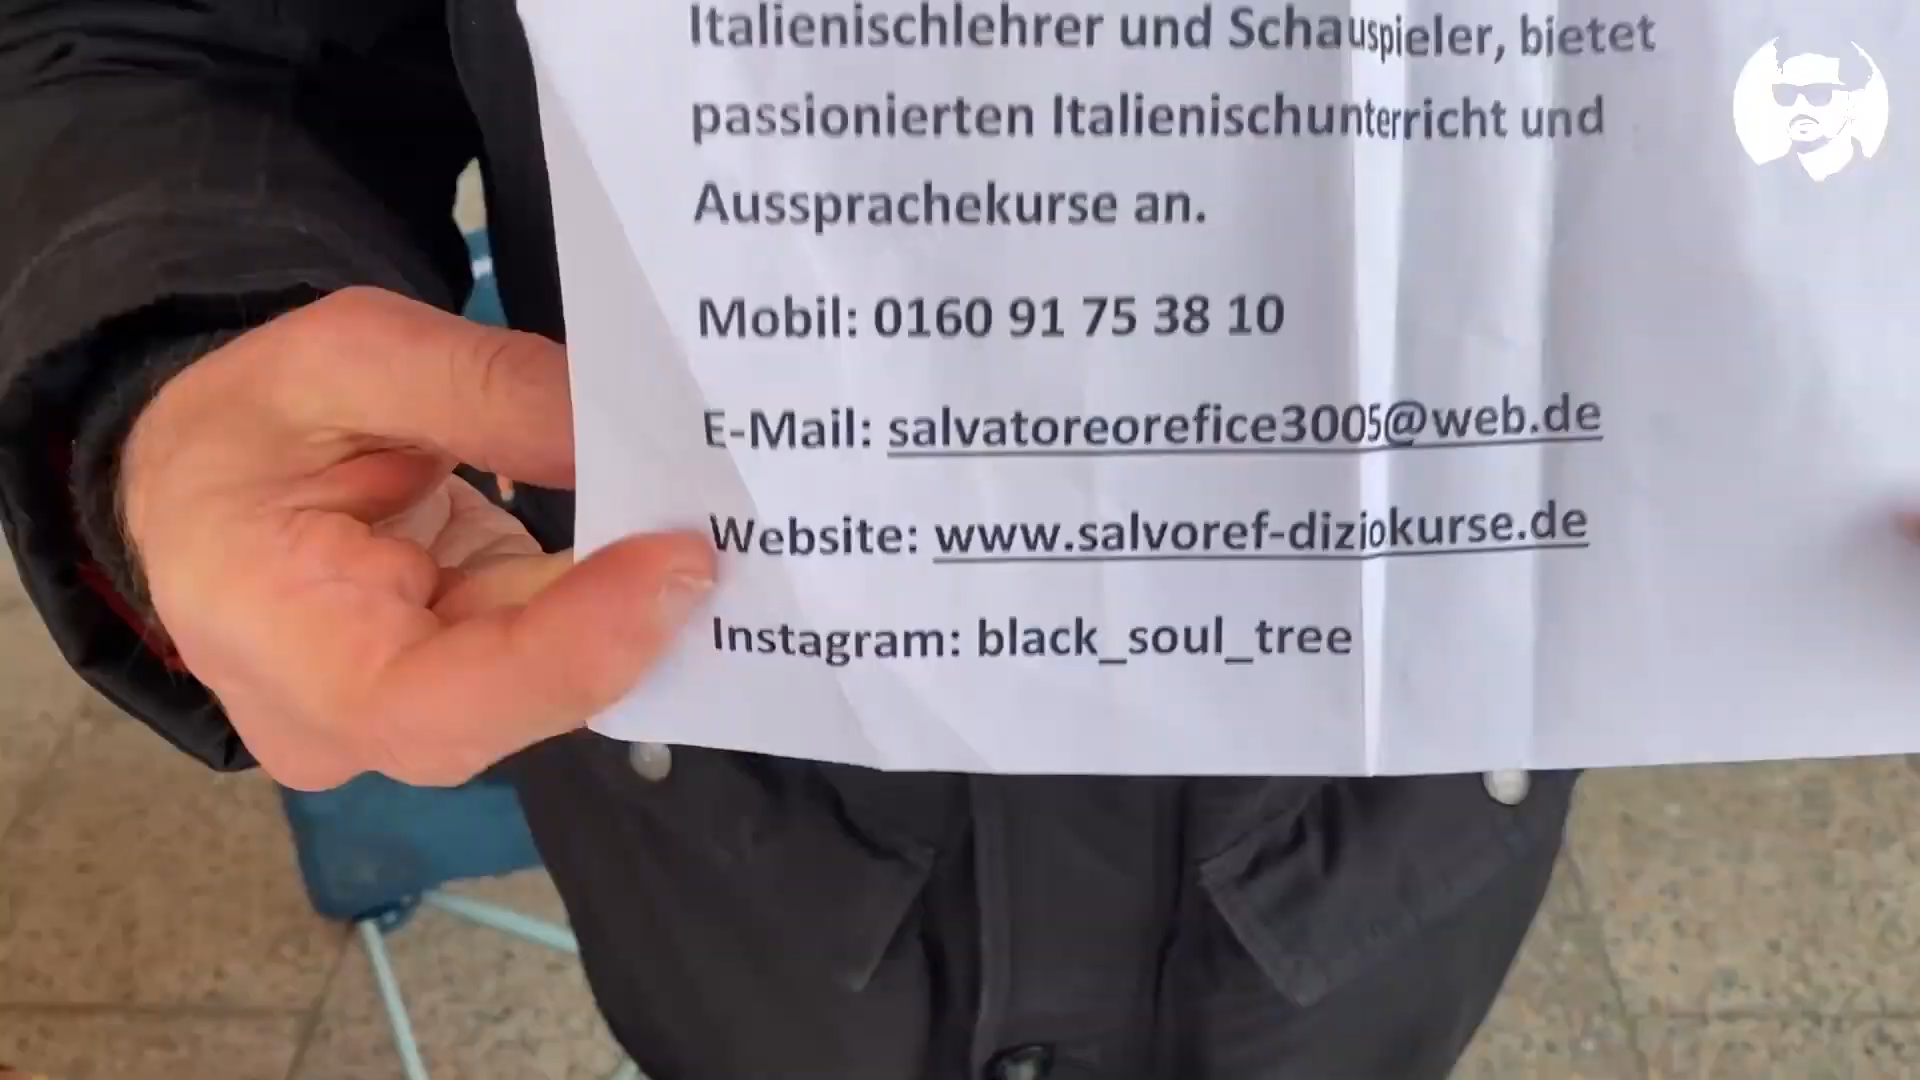 Italienischlehrer und Schauspieler, bietet
passionierten Italienischunterricht und
Aussprachekurse an.
Mobil: 0160 91 75 38 10
E-Mail: salvatoreorefice3005@web.de
Website: www.salvoref-diziokurse.de
Instagram: black_soul_tree